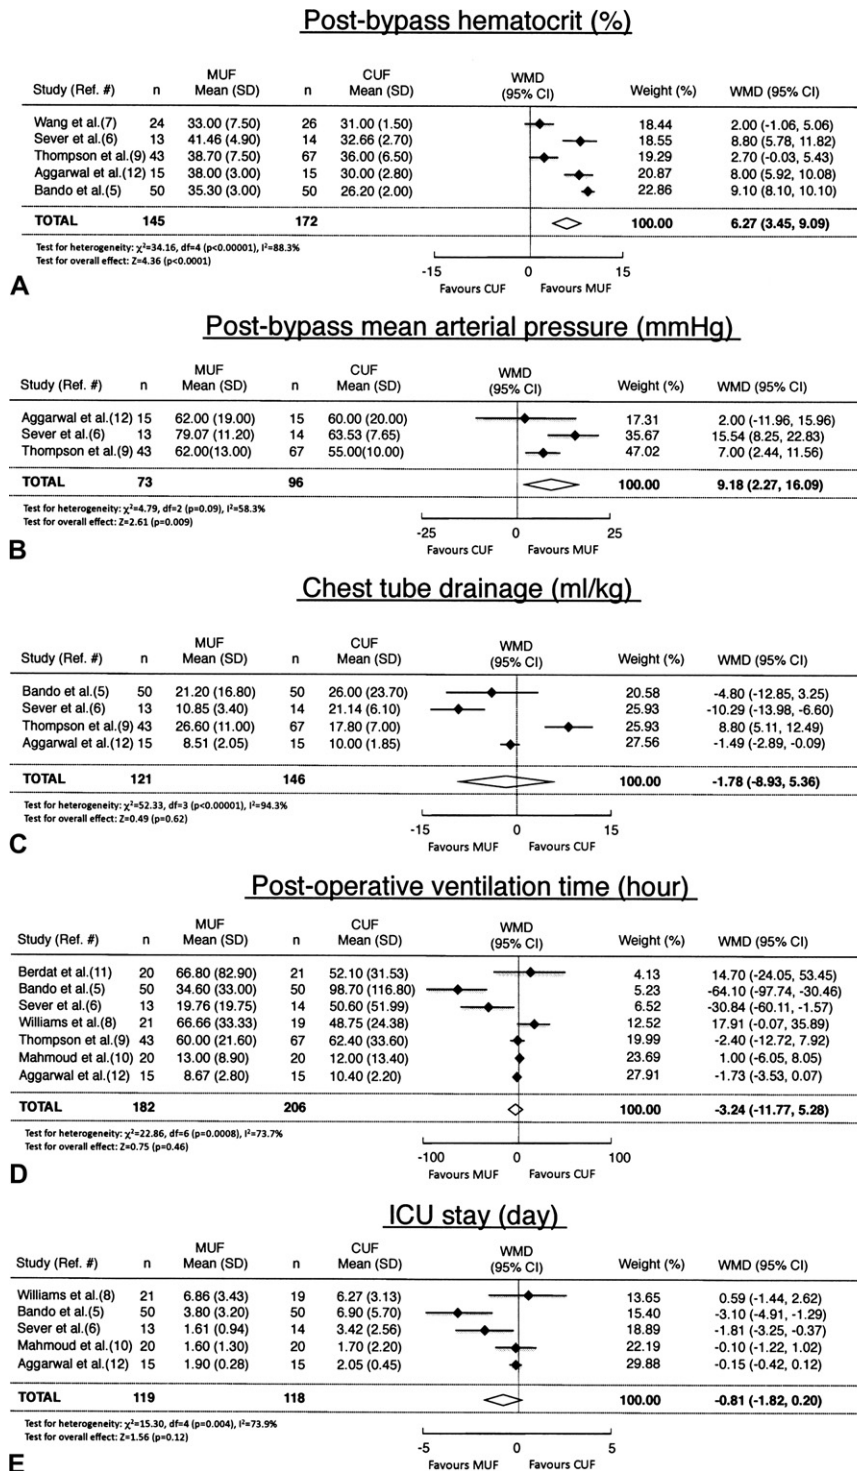 Post-bypass hematocrit (%)
MUF CUF WMD
Study (Ref. #) n Mean (SD) n Mean (SD) (95% CI) Weight (%) WMD (95% CI)
Wang et al.(7) 24 33.00 (7.50) 26 31.00 (1.50) 18.44 2.00 (-1.06, 5.06)
Sever et al.(6) 13 41.46 (4.90) 14 32.66 (2.70) 18.55 8.80 (5.78, 11.82)
Thompson et al.(9) 43 38.70 (7.50) 67 36.00 (6.50) 19.29 2.70 (-0.03, 5.43)
Aggarwal et al.(12) 15 38.00 (3.00) 15 30.00 (2.80) 20.87 8.00 (5.92, 10.08)
Bando et al.(5) 50 35.30 (3.00) 50 26.20 (2.00) 22.86 9.10 (8.10, 10.10)
TOTAL 145 172 100.00 6.27 (3.45, 9.09)
Test for heterogeneity: χ²=34.16, df=4 (p<0.00001), I²=88.3%
Test for overall effect: Z=4.36 (p<0.0001)
-15 0 15
Favours CUF Favours MUF
A
Post-bypass mean arterial pressure (mmHg)
MUF CUF WMD
Study (Ref. #) n Mean (SD) n Mean (SD) (95% CI) Weight (%) WMD (95% CI)
Aggarwal et al.(12) 15 62.00 (19.00) 15 60.00 (20.00) 17.31 2.00 (-11.96, 15.96)
Sever et al.(6) 13 79.07 (11.20) 14 63.53 (7.65) 35.67 15.54 (8.25, 22.83)
Thompson et al.(9) 43 62.00(13.00) 67 55.00(10.00) 47.02 7.00 (2.44, 11.56)
TOTAL 73 96 100.00 9.18 (2.27, 16.09)
Test for heterogeneity: χ²=4.79, df=2 (p=0.09), I²=58.3%
Test for overall effect: Z=2.61 (p=0.009)
-25 0 25
Favours CUF Favours MUF
B
Chest tube drainage (ml/kg)
MUF CUF WMD
Study (Ref. #) n Mean (SD) n Mean (SD) (95% CI) Weight (%) WMD (95% CI)
Bando et al.(5) 50 21.20 (16.80) 50 26.00 (23.70) 20.58 -4.80 (-12.85, 3.25)
Sever et al.(6) 13 10.85 (3.40) 14 21.14 (6.10) 25.93 -10.29 (-13.98, -6.60)
Thompson et al.(9) 43 26.60 (11.00) 67 17.80 (7.00) 25.93 8.80 (5.11, 12.49)
Aggarwal et al.(12) 15 8.51 (2.05) 15 10.00 (1.85) 27.56 -1.49 (-2.89, -0.09)
TOTAL 121 146 100.00 -1.78 (-8.93, 5.36)
Test for heterogeneity: χ²=52.33, df=3 (p<0.00001), I²=94.3%
Test for overall effect: Z=0.49 (p=0.62)
-15 0 15
Favours MUF Favours CUF
C
Post-operative ventilation time (hour)
MUF CUF WMD
Study (Ref. #) n Mean (SD) n Mean (SD) (95% CI) Weight (%) WMD (95% CI)
Berdat et al.(11) 20 66.80 (82.90) 21 52.10 (31.53) 4.13 14.70 (-24.05, 53.45)
Bando et al.(5) 50 34.60 (33.00) 50 98.70 (116.80) 5.23 -64.10 (-97.74, -30.46)
Sever et al.(6) 13 19.76 (19.75) 14 50.60 (51.99) 6.52 -30.84 (-60.11, -1.57)
Williams et al.(8) 21 66.66 (33.33) 19 48.75 (24.38) 12.52 17.91 (-0.07, 35.89)
Thompson et al.(9) 43 60.00 (21.60) 67 62.40 (33.60) 19.99 -2.40 (-12.72, 7.92)
Mahmoud et al.(10) 20 13.00 (8.90) 20 12.00 (13.40) 23.69 1.00 (-6.05, 8.05)
Aggarwal et al.(12) 15 8.67 (2.80) 15 10.40 (2.20) 27.91 -1.73 (-3.53, 0.07)
TOTAL 182 206 100.00 -3.24 (-11.77, 5.28)
Test for heterogeneity: χ²=22.86, df=6 (p=0.0008), I²=73.7%
Test for overall effect: Z=0.75 (p=0.46)
-100 0 100
Favours MUF Favours CUF
D
ICU stay (day)
MUF CUF WMD
Study (Ref. #) n Mean (SD) n Mean (SD) (95% CI) Weight (%) WMD (95% CI)
Williams et al.(8) 21 6.86 (3.43) 19 6.27 (3.13) 13.65 0.59 (-1.44, 2.62)
Bando et al.(5) 50 3.80 (3.20) 50 6.90 (5.70) 15.40 -3.10 (-4.91, -1.29)
Sever et al.(6) 13 1.61 (0.94) 14 3.42 (2.56) 18.89 -1.81 (-3.25, -0.37)
Mahmoud et al.(10) 20 1.60 (1.30) 20 1.70 (2.20) 22.19 -0.10 (-1.22, 1.02)
Aggarwal et al.(12) 15 1.90 (0.28) 15 2.05 (0.45) 29.88 -0.15 (-0.42, 0.12)
TOTAL 119 118 100.00 -0.81 (-1.82, 0.20)
Test for heterogeneity: χ²=15.30, df=4 (p=0.004), I²=73.9%
Test for overall effect: Z=1.56 (p=0.12)
-5 0 5
Favours MUF Favours CUF
E